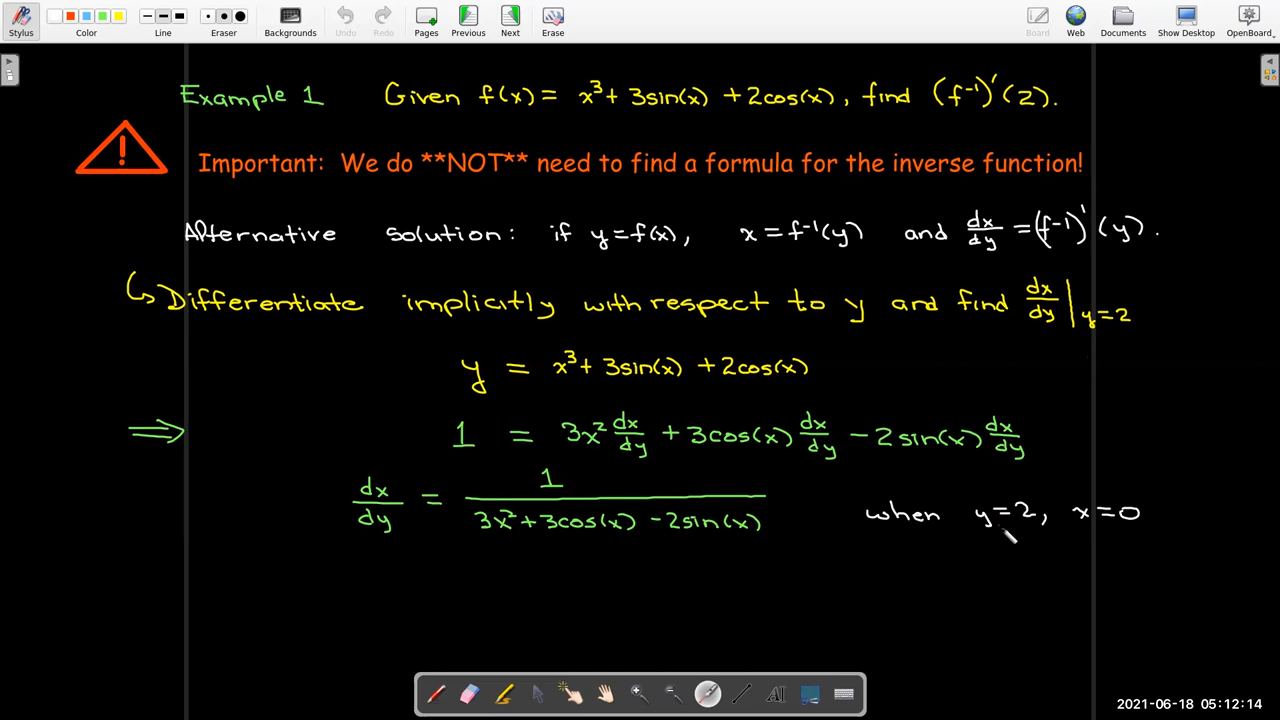 Stylus Color Line Eraser Backgrounds Undo Redo Pages Previous Next Erase Board Web Documents Show Desktop OpenBoard
Example 1 Given f(x) = x³ + 3sin(x) + 2cos(x), find (f⁻¹)'(2).
! Important: We do **NOT** need to find a formula for the inverse function!
Alternative solution: if y=f(x), x=f⁻¹(y) and dx/dy = (f⁻¹)'(y).
↳ Differentiate implicitly with respect to y and find dx/dy |y=2
y = x³ + 3sin(x) + 2cos(x)
⇒ 1 = 3x² dx/dy + 3cos(x) dx/dy − 2sin(x) dx/dy
dx/dy = 1/(3x² + 3cos(x) − 2sin(x)) when y=2, x=0
AI
2021-06-18 05:12:14